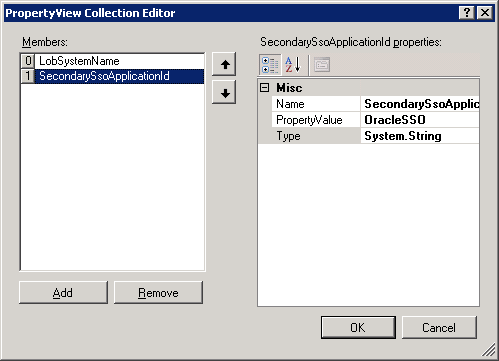 PropertyView Collection Editor
Members:
0 LobSystemName
1 SecondarySsoApplicationId
Add
Remove
SecondarySsoApplicationId properties:
Misc
Name SecondarySsoApplic
PropertyValue OracleSSO
Type System.String
OK
Cancel